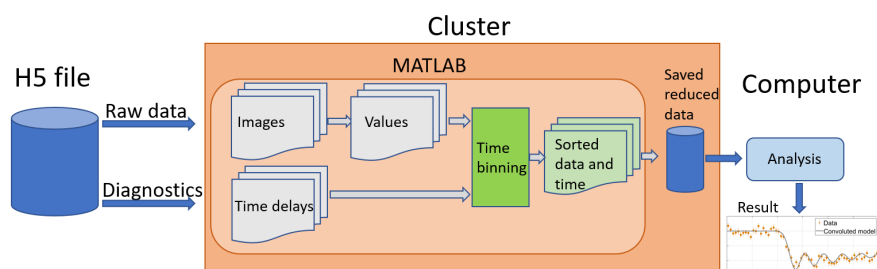 Cluster
MATLAB
H5 file
Raw data
Diagnostics
Images
Values
Time delays
Time
binning
Sorted
data and
time
Saved
reduced
data
Computer
Analysis
Result
Data
Convoluted model